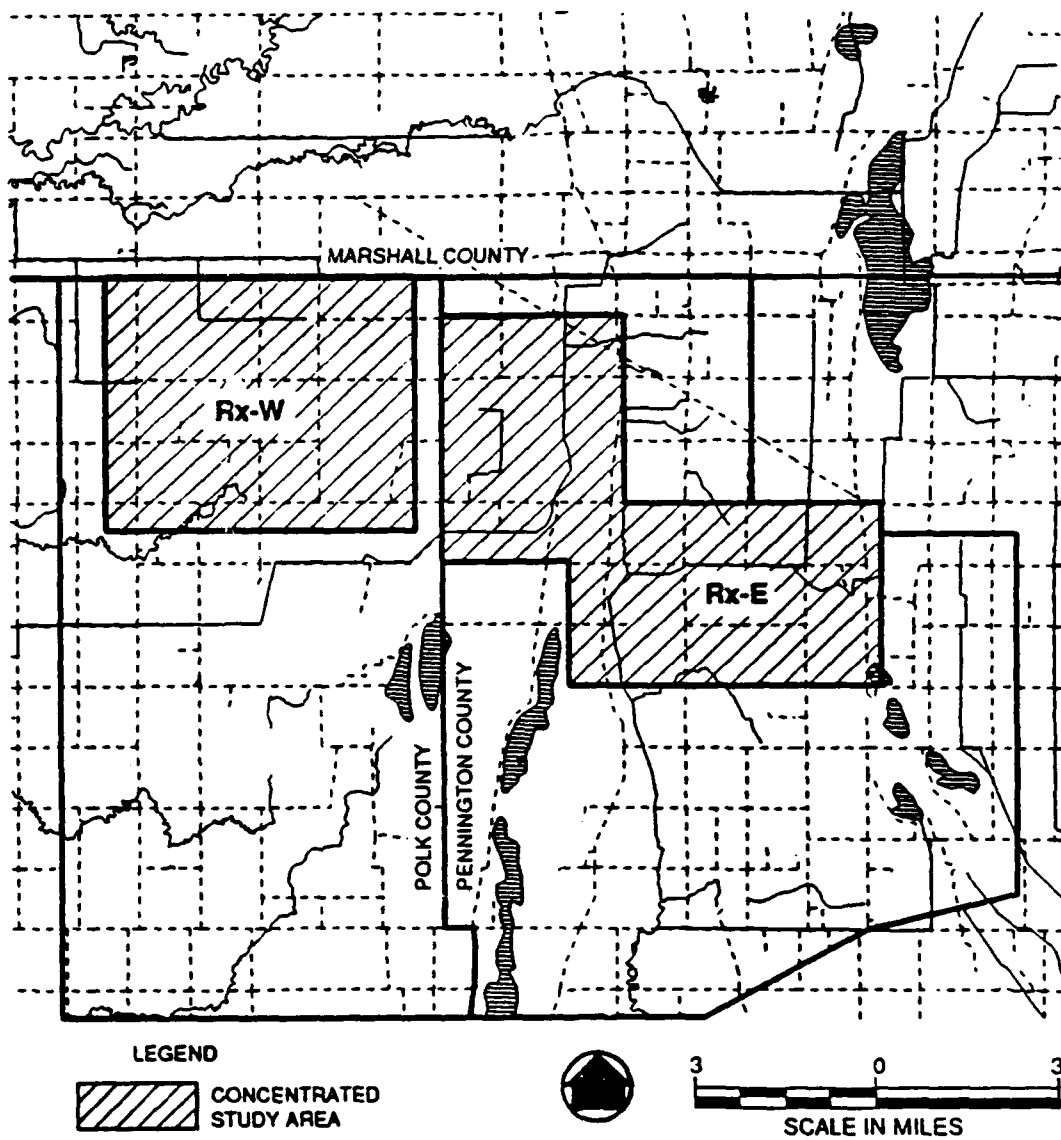 MARSHALL COUNTY
Rx-W
Rx-E
POLK COUNTY
PENNINGTON COUNTY
LEGEND
CONCENTRATED
STUDY AREA
3 0 3
SCALE IN MILES